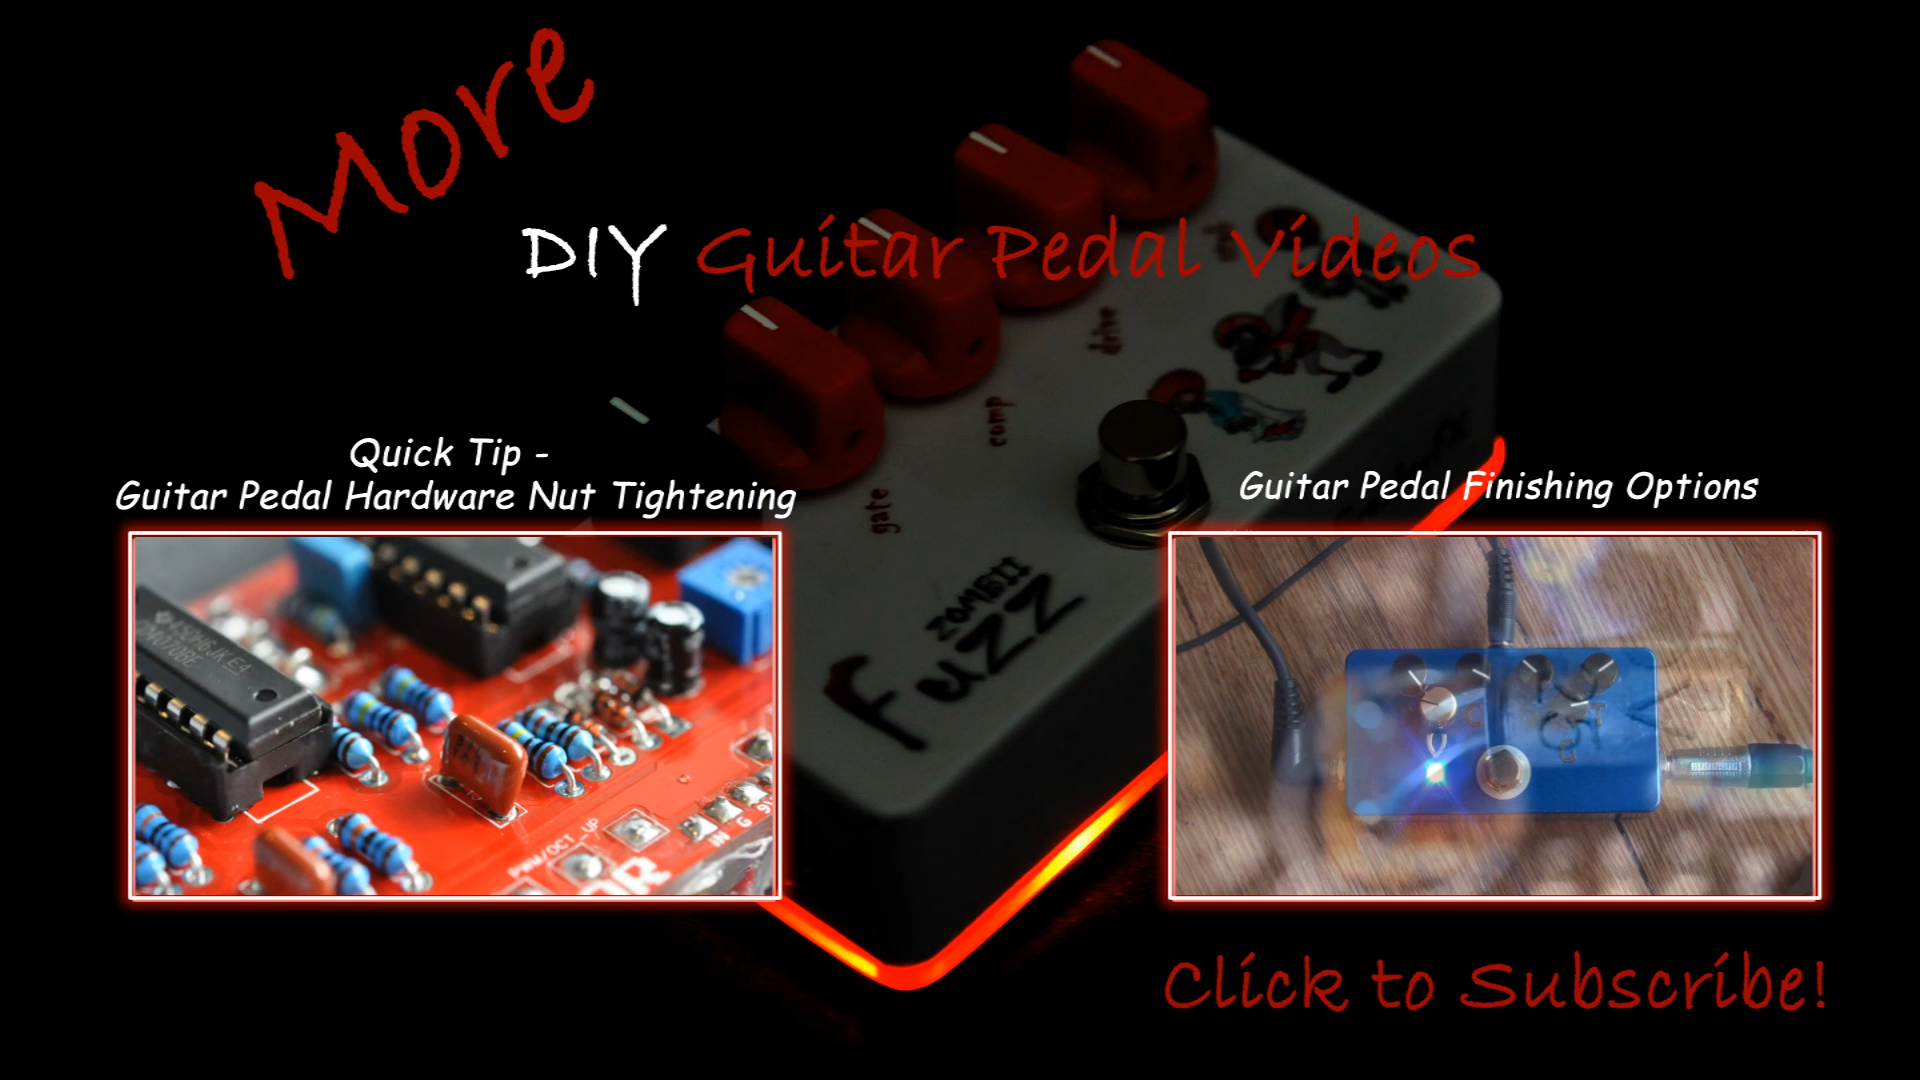 More
DIY Guitar Pedal Videos
Quick Tip -
Guitar Pedal Hardware Nut Tightening
Guitar Pedal Finishing Options
drive
comp
gate
ZOMBII
FuZZ
IN G
Click to Subscribe!